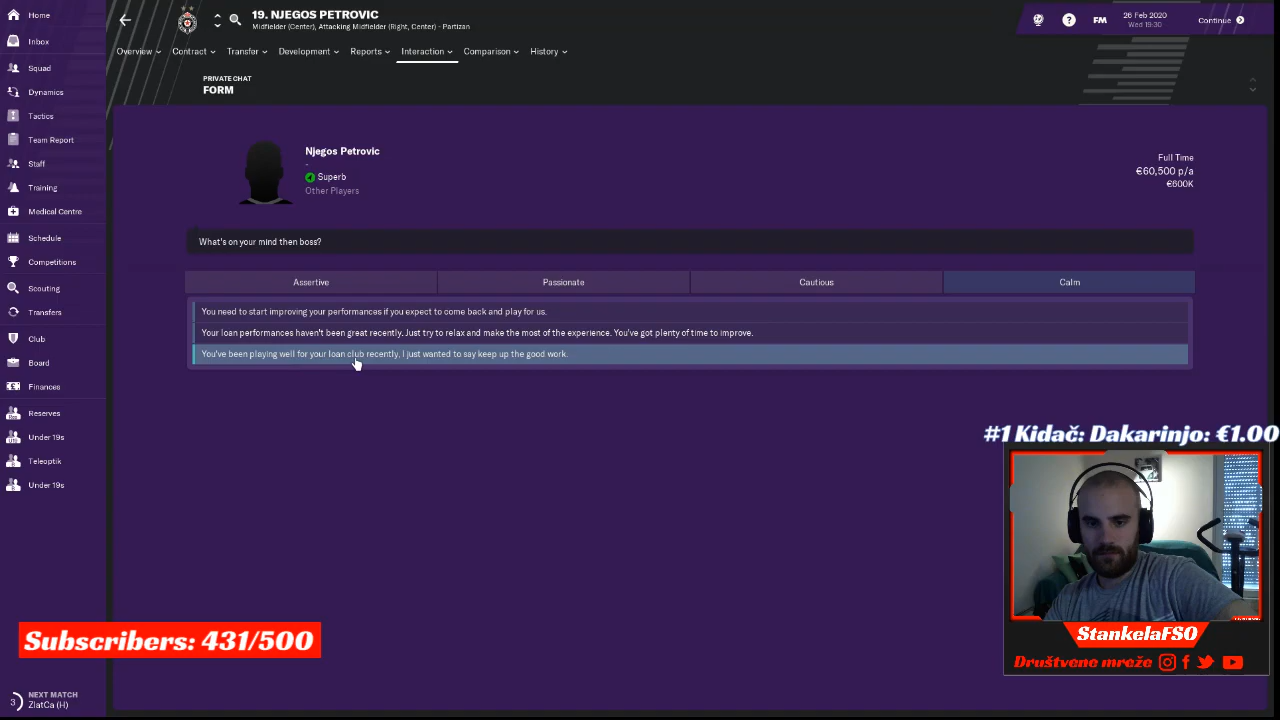 Home
Inbox
Squad
Dynamics
Tactics
Team Report
Staff
Training
Medical Centre
Schedule
Competitions
Scouting
Transfers
Club
Board
Finances
Reserves
Under 19s
Teleoptik
Under 19s
3 NEXT MATCH
ZlatCa (H)
19. NJEGOS PETROVIC
Midfielder (Center), Attacking Midfielder (Right, Center) - Partizan
? FM 26 Feb 2020
Wed 19:30
Continue
Overview Contract Transfer Development Reports Interaction Comparison History
PRIVATE CHAT
FORM
Njegos Petrovic
-
Superb
Other Players
Full Time
€60,500 p/a
€600K
What's on your mind then boss?
Assertive Passionate Cautious Calm
You need to start improving your performances if you expect to come back and play for us.
Your loan performances haven't been great recently. Just try to relax and make the most of the experience. You've got plenty of time to improve.
You've been playing well for your loan club recently, I just wanted to say keep up the good work.
#1 Kidač: Dakarinjo: €1.00
Subscribers: 431/500
StankelaFSO
Društvene mreže